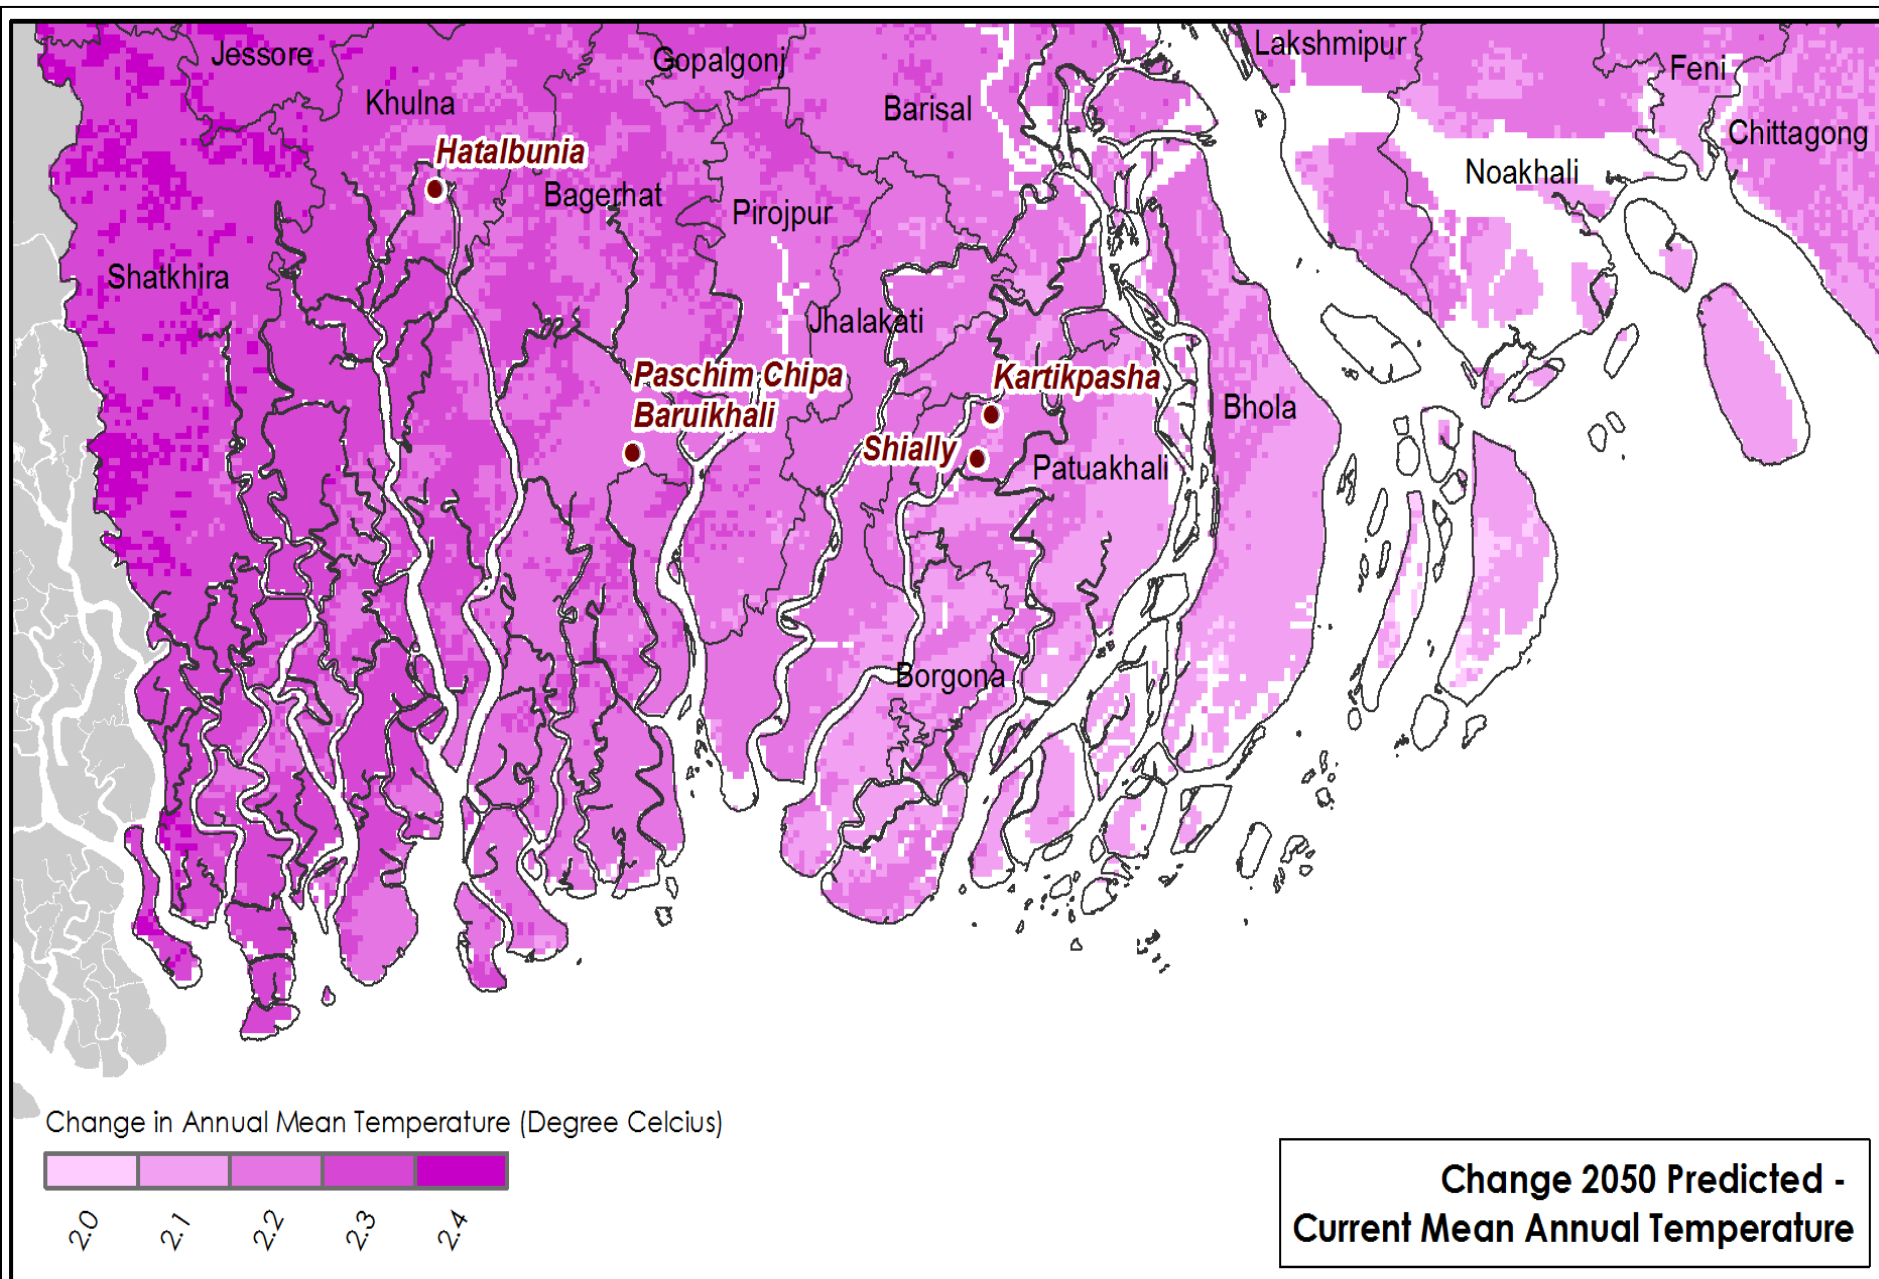 Jessore
Gopalgonj
Lakshmipur
Feni
Khulna
Barisal
Chittagong
Hatalbunia
Noakhali
Bagerhat
Pirojpur
Shatkhira
Jhalakati
Paschim Chipa
Baruikhali
Kartikpasha
Bhola
Shially
Patuakhali
Borgona
Change in Annual Mean Temperature (Degree Celcius)
2.0 2.1 2.2 2.3 2.4
Change 2050 Predicted -
Current Mean Annual Temperature